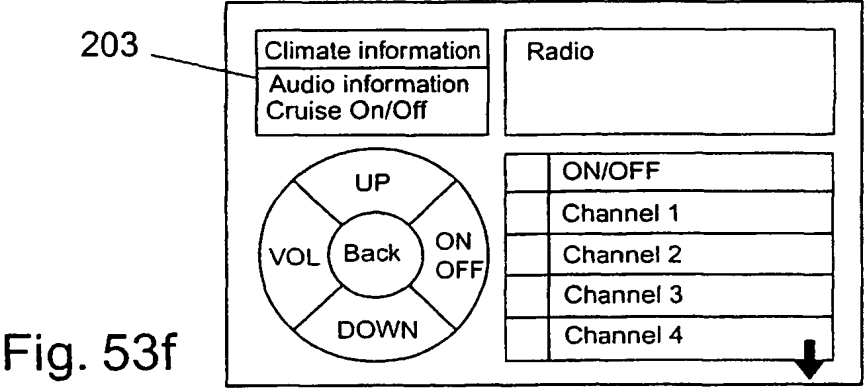 203
Climate information
Audio information
Cruise On/Off
Radio
UP
VOL
Back
ON
OFF
DOWN
ON/OFF
Channel 1
Channel 2
Channel 3
Channel 4
Fig. 53f